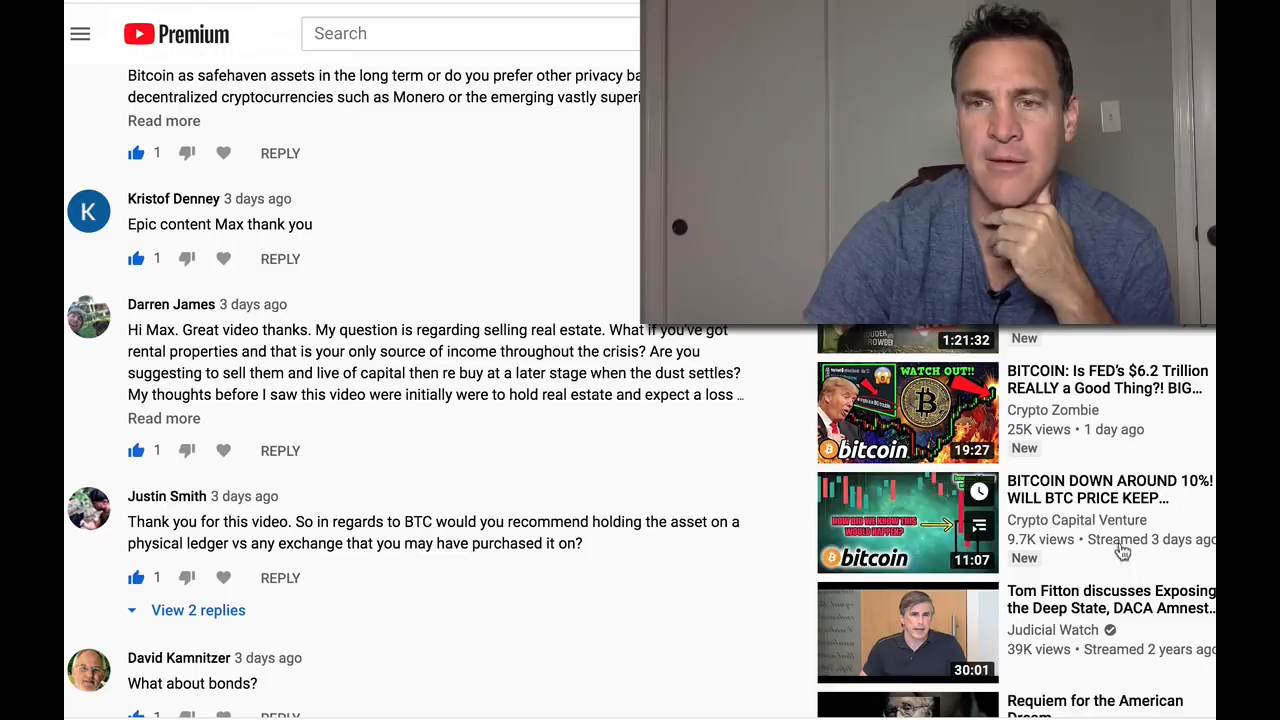 Premium
Search
Bitcoin as safehaven assets in the long term or do you prefer other privacy ba
decentralized cryptocurrencies such as Monero or the emerging vastly superi
Read more
1
REPLY
K
Kristof Denney 3 days ago
Epic content Max thank you
1
REPLY
Darren James 3 days ago
Hi Max. Great video thanks. My question is regarding selling real estate. What if you've got
rental properties and that is your only source of income throughout the crisis? Are you
suggesting to sell them and live of capital then re buy at a later stage when the dust settles?
My thoughts before I saw this video were initially were to hold real estate and expect a loss ..
Read more
1
REPLY
Justin Smith 3 days ago
Thank you for this video. So in regards to BTC would you recommend holding the asset on a
physical ledger vs any exchange that you may have purchased it on?
1
REPLY
View 2 replies
David Kamnitzer 3 days ago
What about bonds?
1
REPLY
1:21:32
New
WATCH OUT!!
bitcoin
19:27
BITCOIN: Is FED's $6.2 Trillion
REALLY a Good Thing?! BIG...
Crypto Zombie
25K views • 1 day ago
New
HOW DID WE KNOW THIS
WOULD HAPPEN?
bitcoin
11:07
BITCOIN DOWN AROUND 10%!
WILL BTC PRICE KEEP...
Crypto Capital Venture
9.7K views • Streamed 3 days ago
New
30:01
Tom Fitton discusses Exposing
the Deep State, DACA Amnest...
Judicial Watch
39K views • Streamed 2 years ago
Requiem for the American
Dream